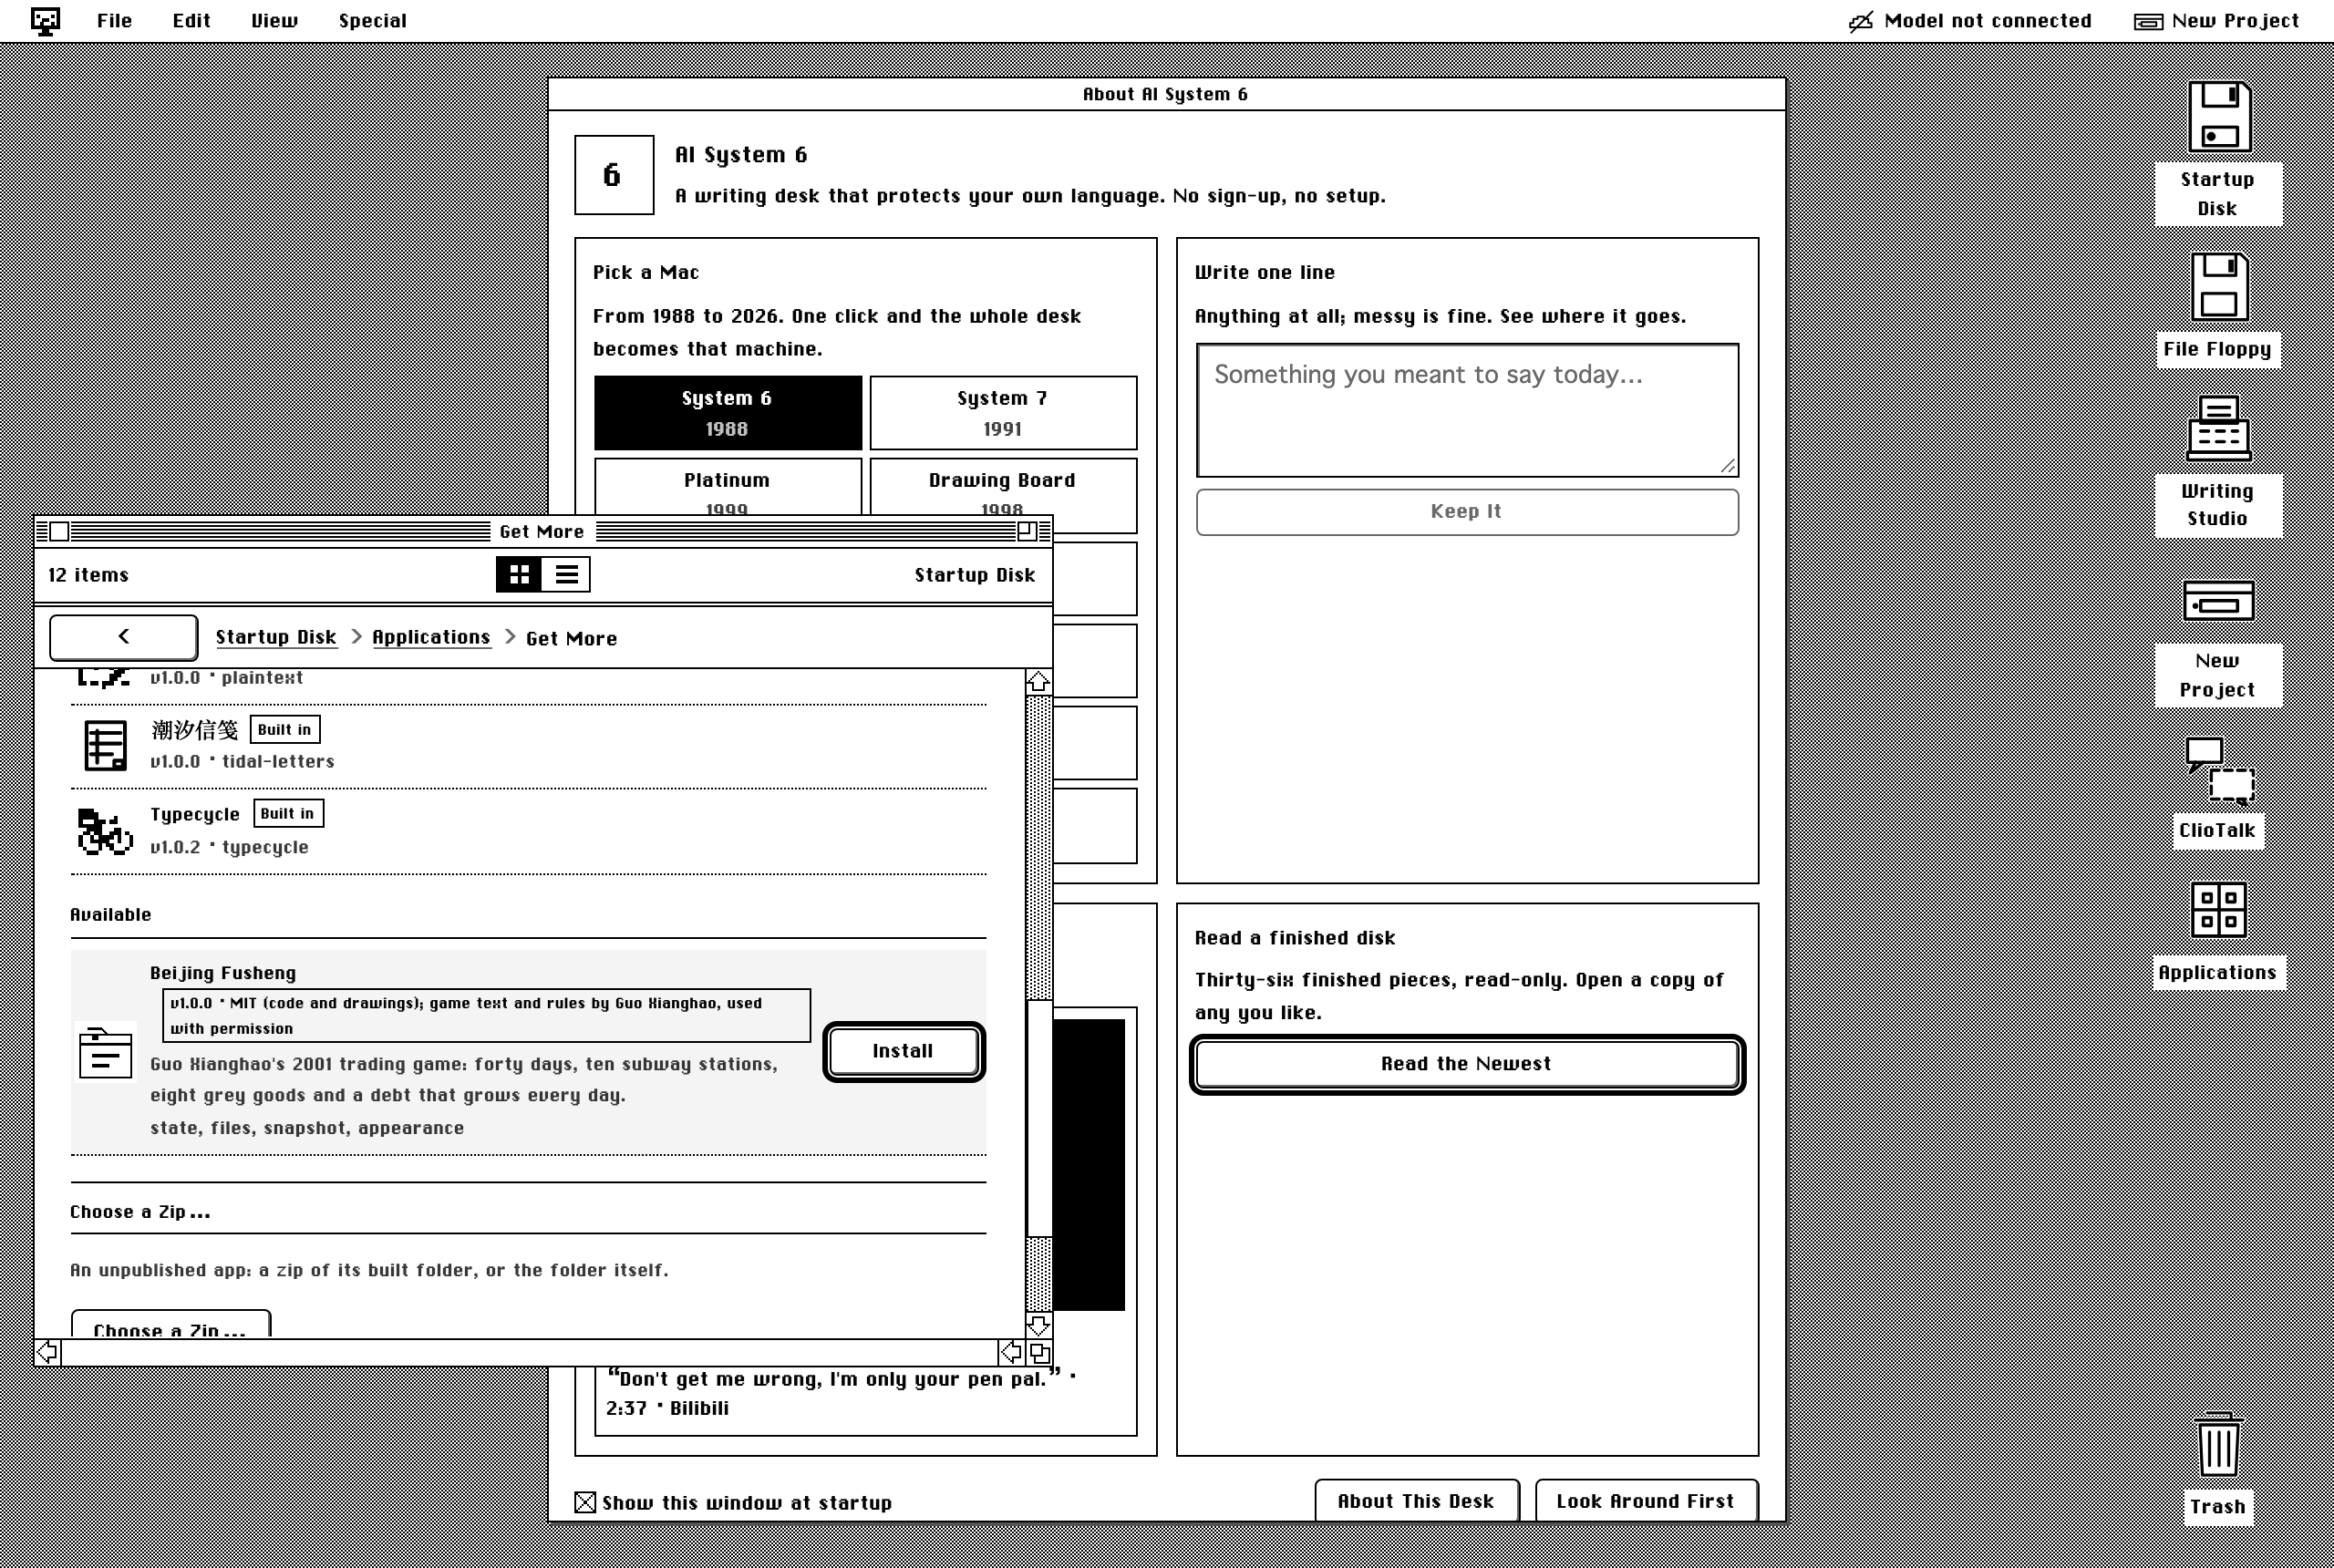 File Edit View Special
Model not connected
New Project
About AI System 6
6
AI System 6
A writing desk that protects your own language. No sign-up, no setup.
Pick a Mac
From 1988 to 2026. One click and the whole desk
becomes that machine.
System 6
1988
System 7
1991
Platinum
1999
Drawing Board
1998
Write one line
Anything at all; messy is fine. See where it goes.
Something you meant to say today...
Keep It
Get More
12 items
Startup Disk
<
Startup Disk > Applications > Get More
v1.0.0 · plaintext
潮汐信笺 Built in
v1.0.0 · tidal-letters
Typecycle Built in
v1.0.2 · typecycle
Available
Beijing Fusheng
v1.0.0 · MIT (code and drawings); game text and rules by Guo Xianghao, used
with permission
Guo Xianghao's 2001 trading game: forty days, ten subway stations,
eight grey goods and a debt that grows every day.
state, files, snapshot, appearance
Install
Choose a Zip...
An unpublished app: a zip of its built folder, or the folder itself.
Choose a Zip...
Read a finished disk
Thirty-six finished pieces, read-only. Open a copy of
any you like.
Read the Newest
“Don't get me wrong, I'm only your pen pal.” ·
2:37 · Bilibili
Show this window at startup
About This Desk
Look Around First
Startup
Disk
File Floppy
Writing
Studio
New
Project
ClioTalk
Applications
Trash